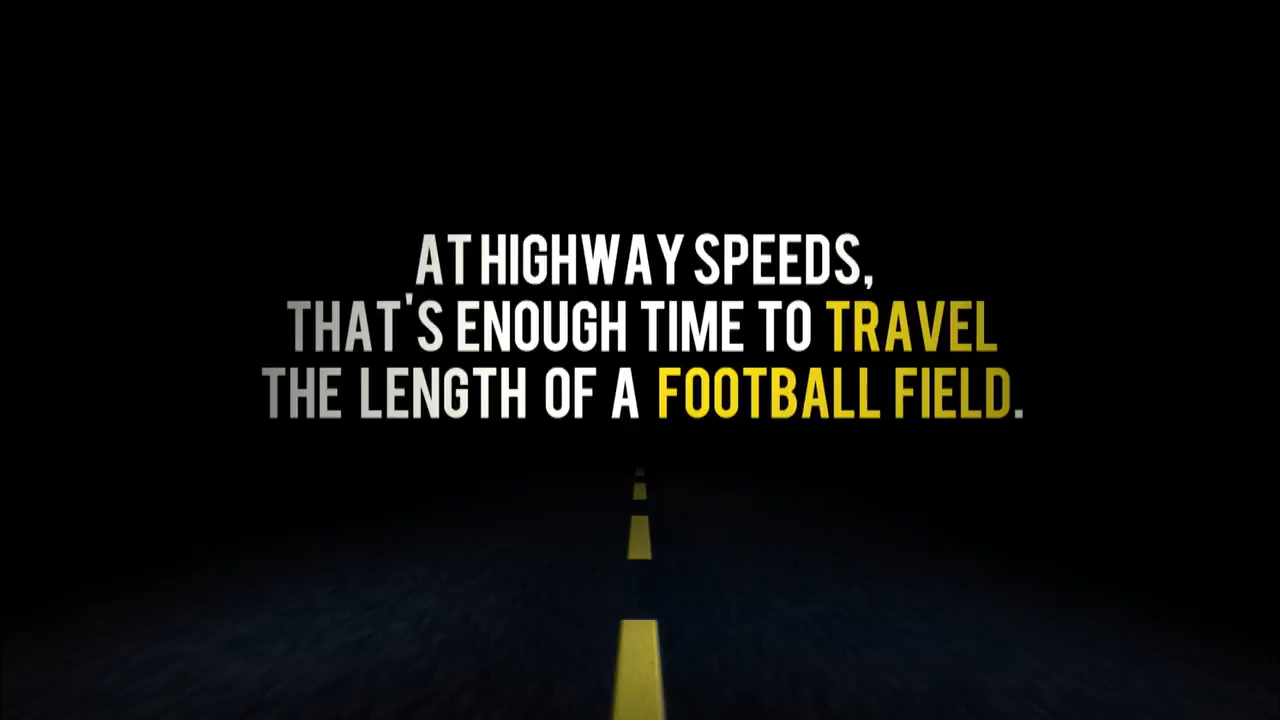 AT HIGHWAY SPEEDS,
THAT'S ENOUGH TIME TO TRAVEL
THE LENGTH OF A FOOTBALL FIELD.